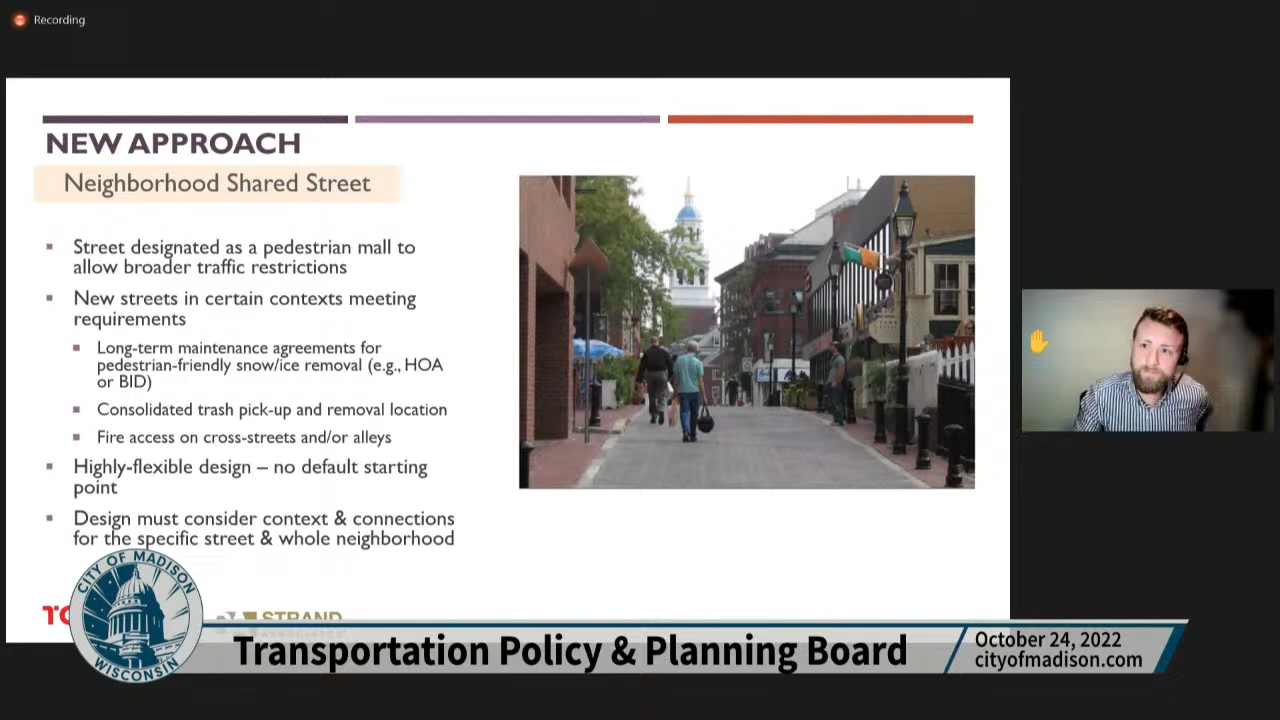 Recording
NEW APPROACH
Neighborhood Shared Street
▪ Street designated as a pedestrian mall to
allow broader traffic restrictions
▪ New streets in certain contexts meeting
requirements
▪ Long-term maintenance agreements for
pedestrian-friendly snow/ice removal (e.g., HOA
or BID)
▪ Consolidated trash pick-up and removal location
▪ Fire access on cross-streets and/or alleys
▪ Highly-flexible design – no default starting
point
▪ Design must consider context & connections
for the specific street & whole neighborhood
STRAND
CITY OF MADISON
WISCONSIN
Transportation Policy & Planning Board
October 24, 2022
cityofmadison.com